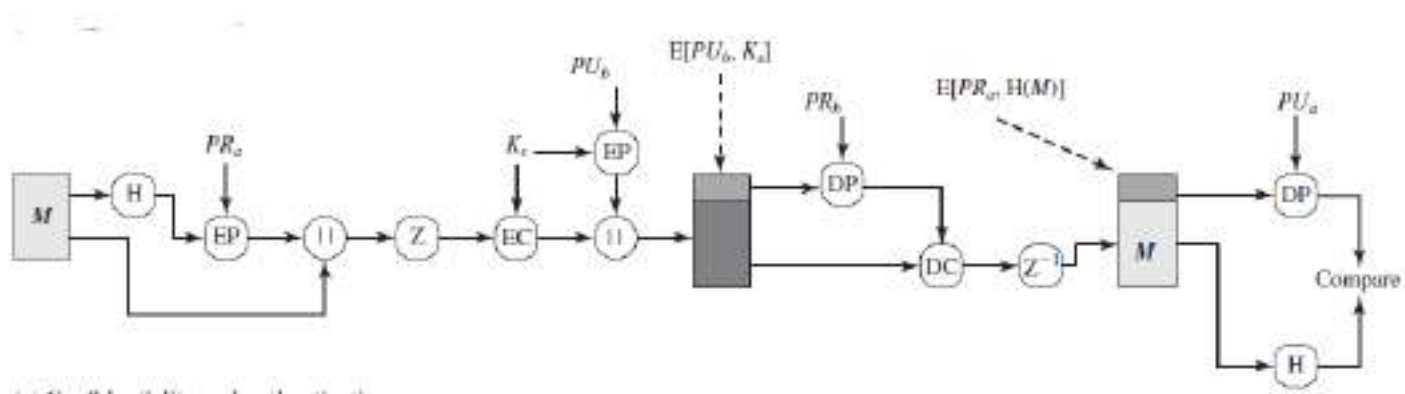 PU_b
E[PU_b, K_s]
PR_b
E[PR_a, H(M)]
PU_a
PR_a
K_s
EP
M
H
EP
||
Z
EC
||
DP
DC
Z⁻¹
M
DP
Compare
H